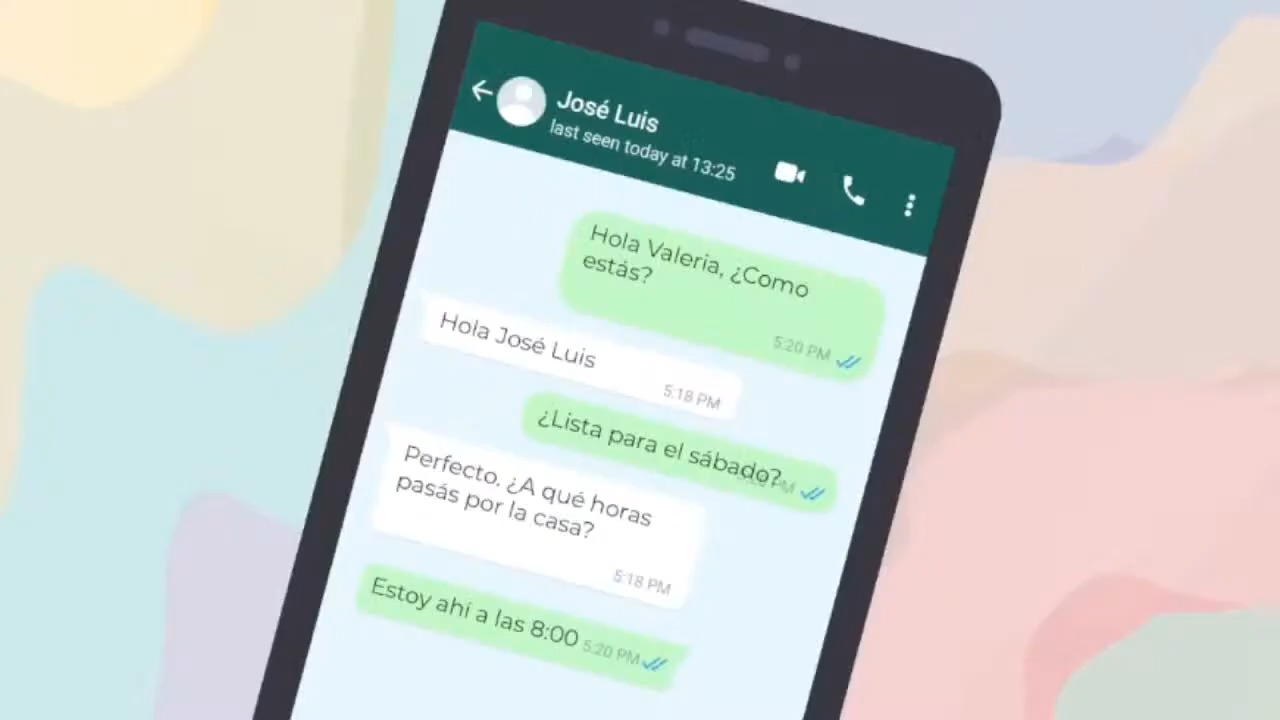 José Luis
last seen today at 13:25
Hola Valeria, ¿Como
estás?
5:20 PM
Hola José Luis
5:18 PM
¿Lista para el sábado?
PM
Perfecto. ¿A qué horas
pasás por la casa?
5:18 PM
Estoy ahí a las 8:00
5:20 PM